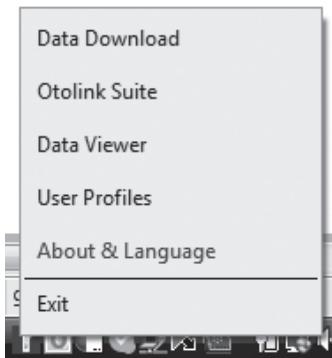 Data Download
Otolink Suite
Data Viewer
User Profiles
About & Language
Exit